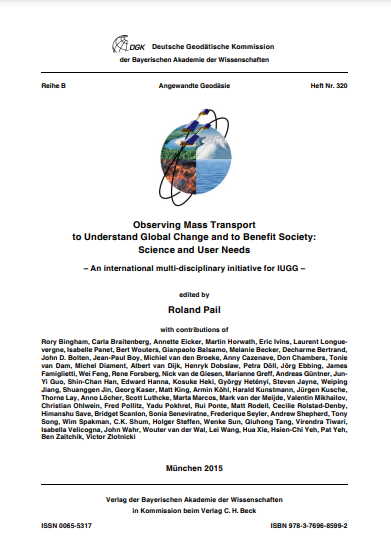 DGK Deutsche Geodätische Kommission
der Bayerischen Akademie der Wissenschaften
Reihe B Angewandte Geodäsie Heft Nr. 320
Observing Mass Transport
to Understand Global Change and to Benefit Society:
Science and User Needs
– An international multi-disciplinary initiative for IUGG –
edited by
Roland Pail
with contributions of
Rory Bingham, Carla Braitenberg, Annette Eicker, Martin Horwath, Eric Ivins, Laurent Longue-
vergne, Isabelle Panet, Bert Wouters, Gianpaolo Balsamo, Melanie Becker, Decharme Bertrand,
John D. Bolten, Jean-Paul Boy, Michiel van den Broeke, Anny Cazenave, Don Chambers, Tonie
van Dam, Michel Diament, Albert van Dijk, Henryk Dobslaw, Petra Döll, Jörg Ebbing, James
Famiglietti, Wei Feng, Rene Forsberg, Nick van de Giesen, Marianne Greff, Andreas Güntner, Jun-
Yi Guo, Shin-Chan Han, Edward Hanna, Kosuke Heki, György Hetényi, Steven Jayne, Weiping
Jiang, Shuanggen Jin, Georg Kaser, Matt King, Armin Köhl, Harald Kunstmann, Jürgen Kusche,
Thorne Lay, Anno Löcher, Scott Luthcke, Marta Marcos, Mark van der Meijde, Valentin Mikhailov,
Christian Ohlwein, Fred Pollitz, Yadu Pokhrel, Rui Ponte, Matt Rodell, Cecilie Rolstad-Denby,
Himanshu Save, Bridget Scanlon, Sonia Seneviratne, Frederique Seyler, Andrew Shepherd, Tony
Song, Wim Spakman, C.K. Shum, Holger Steffen, Wenke Sun, Qiuhong Tang, Virendra Tiwari,
Isabella Velicogna, John Wahr, Wouter van der Wal, Lei Wang, Hua Xie, Hsien-Chi Yeh, Pat Yeh,
Ben Zaitchik, Victor Zlotnicki
München 2015
Verlag der Bayerischen Akademie der Wissenschaften
in Kommission beim Verlag C. H. Beck
ISSN 0065-5317 ISBN 978-3-7696-8599-2